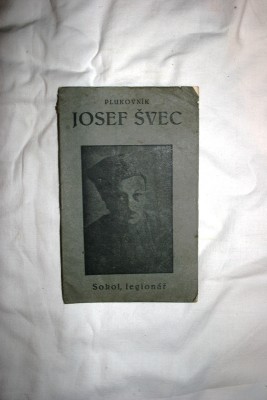 PLUKOVNÍK
JOSEF ŠVEC
Sokol, legionář